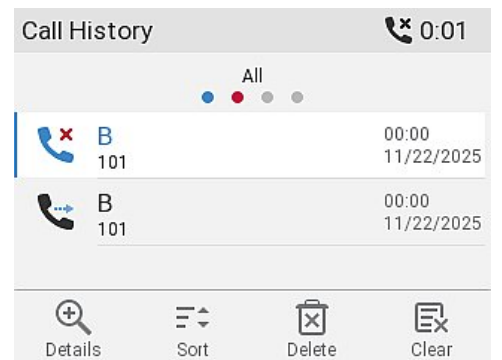 Call History 0:01
All
B 00:00
101 11/22/2025
B 00:00
101 11/22/2025
Details Sort Delete Clear